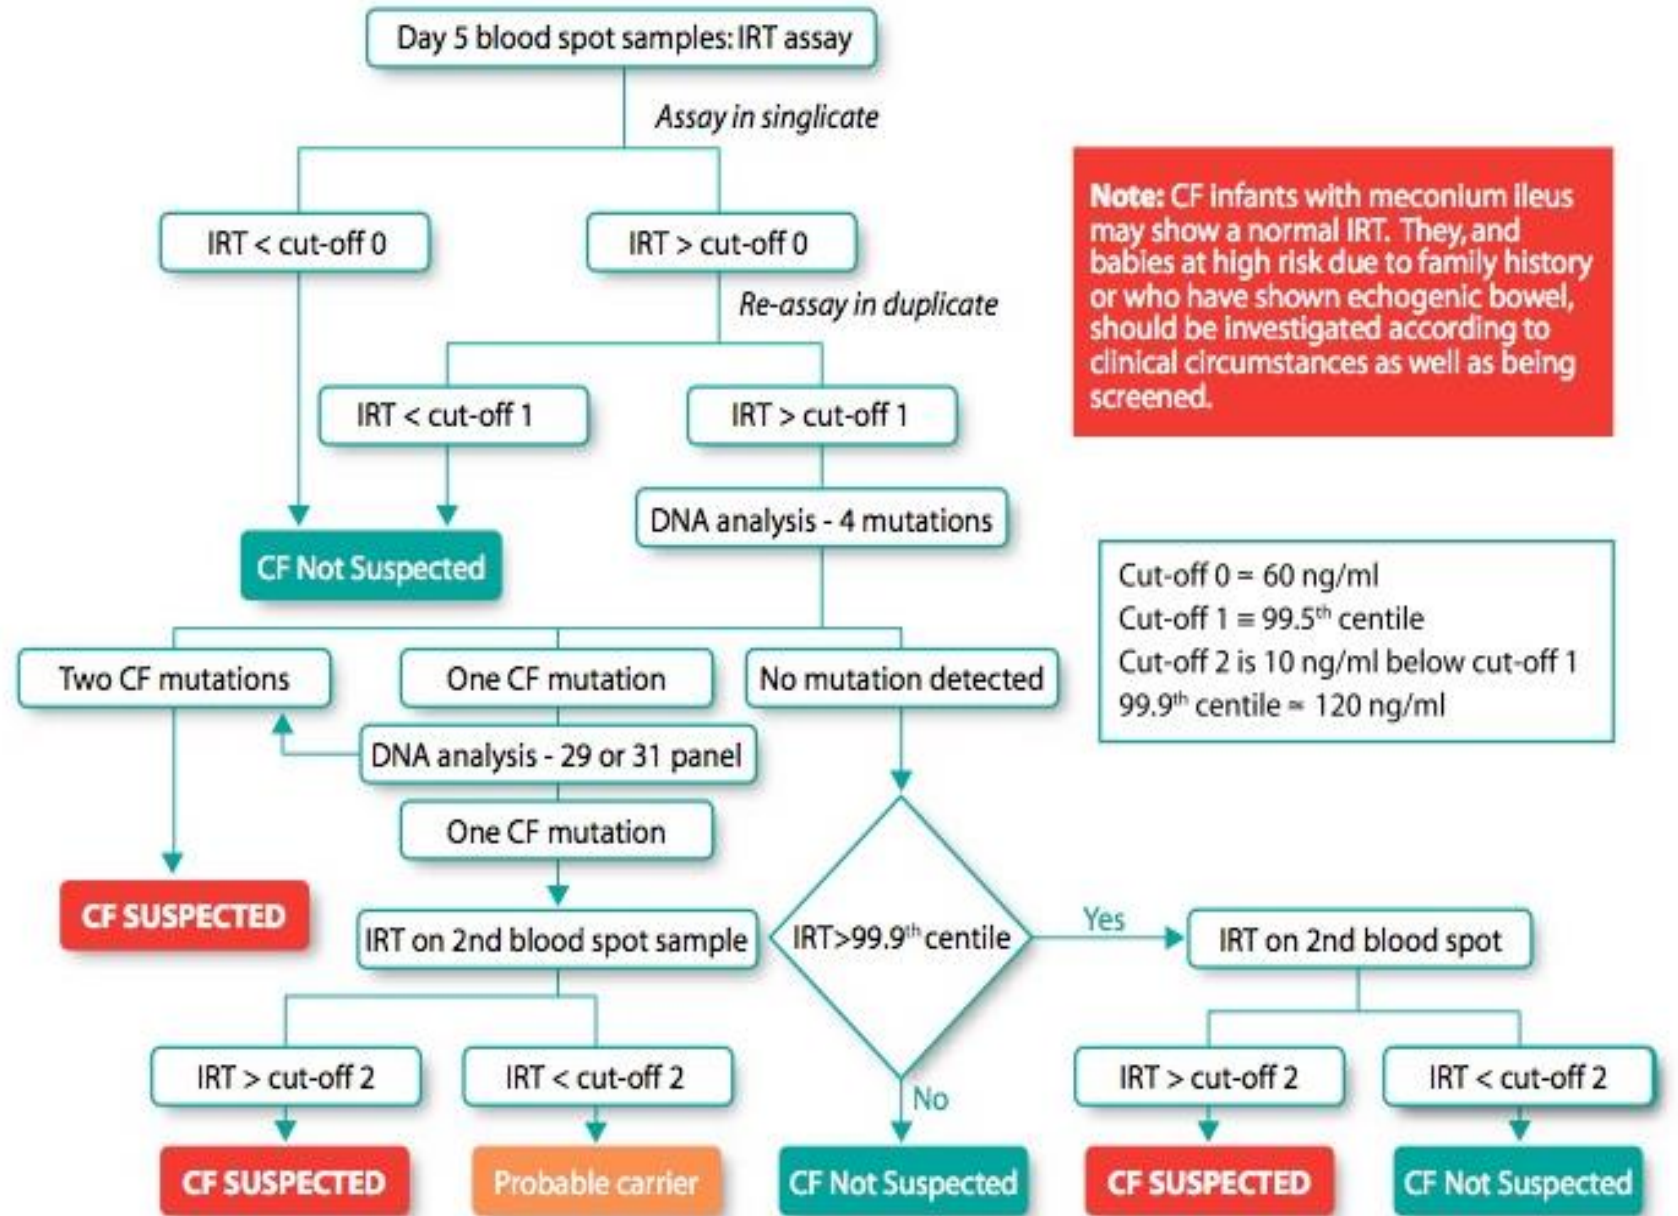 Day 5 blood spot samples: IRT assay
Assay in singlicate
IRT < cut-off 0
IRT > cut-off 0
Re-assay in duplicate
IRT < cut-off 1
IRT > cut-off 1
DNA analysis - 4 mutations
CF Not Suspected
Note: CF infants with meconium ileus
may show a normal IRT. They, and
babies at high risk due to family history
or who have shown echogenic bowel,
should be investigated according to
clinical circumstances as well as being
screened.
Cut-off 0 = 60 ng/ml
Cut-off 1 ≡ 99.5th centile
Cut-off 2 is 10 ng/ml below cut-off 1
99.9th centile ≈ 120 ng/ml
Two CF mutations
One CF mutation
No mutation detected
DNA analysis - 29 or 31 panel
One CF mutation
CF SUSPECTED
IRT on 2nd blood spot sample
IRT>99.9th centile
Yes
IRT on 2nd blood spot
IRT > cut-off 2
IRT < cut-off 2
No
IRT > cut-off 2
IRT < cut-off 2
CF SUSPECTED
Probable carrier
CF Not Suspected
CF SUSPECTED
CF Not Suspected